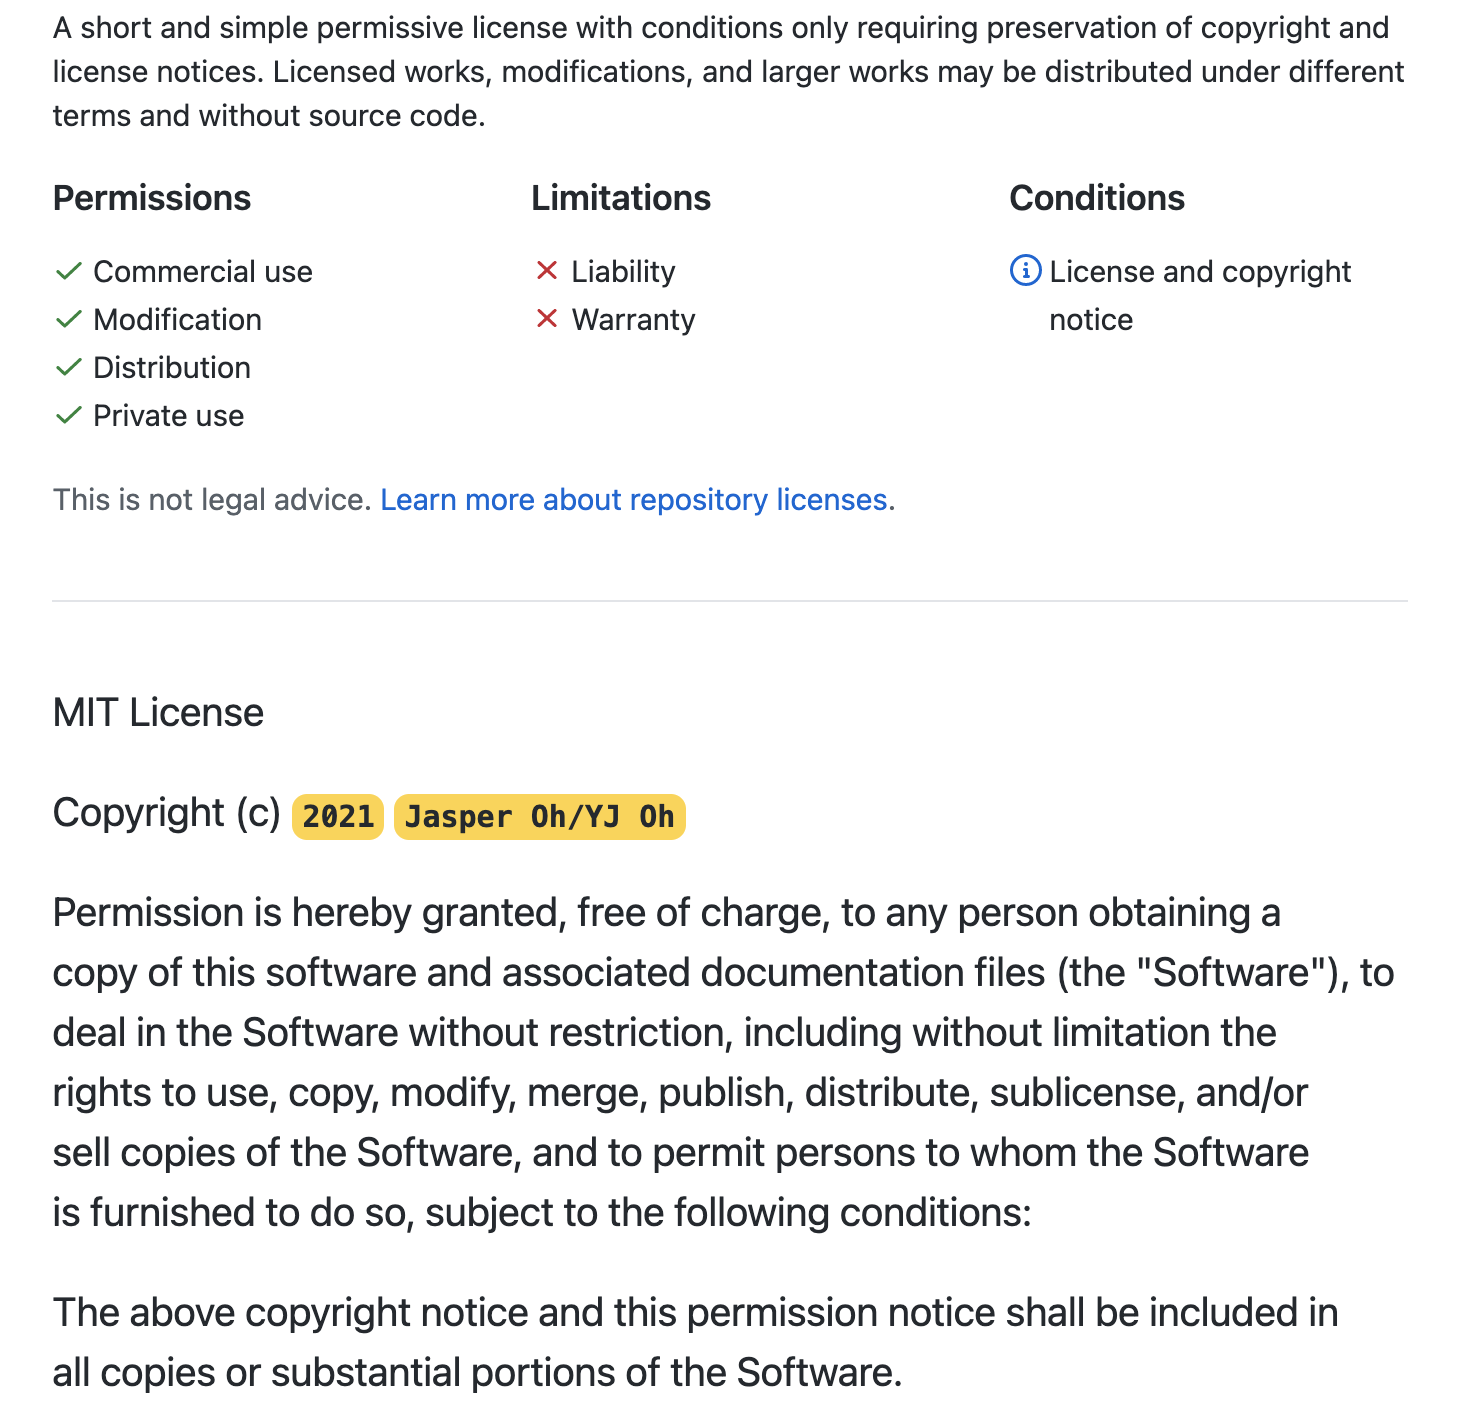 A short and simple permissive license with conditions only requiring preservation of copyright and
license notices. Licensed works, modifications, and larger works may be distributed under different
terms and without source code.
Permissions
Commercial use
Modification
Distribution
Private use
Limitations
Liability
Warranty
Conditions
License and copyright
notice
This is not legal advice. Learn more about repository licenses.
MIT License
Copyright (c) 2021 Jasper Oh/YJ Oh
Permission is hereby granted, free of charge, to any person obtaining a
copy of this software and associated documentation files (the "Software"), to
deal in the Software without restriction, including without limitation the
rights to use, copy, modify, merge, publish, distribute, sublicense, and/or
sell copies of the Software, and to permit persons to whom the Software
is furnished to do so, subject to the following conditions:
The above copyright notice and this permission notice shall be included in
all copies or substantial portions of the Software.